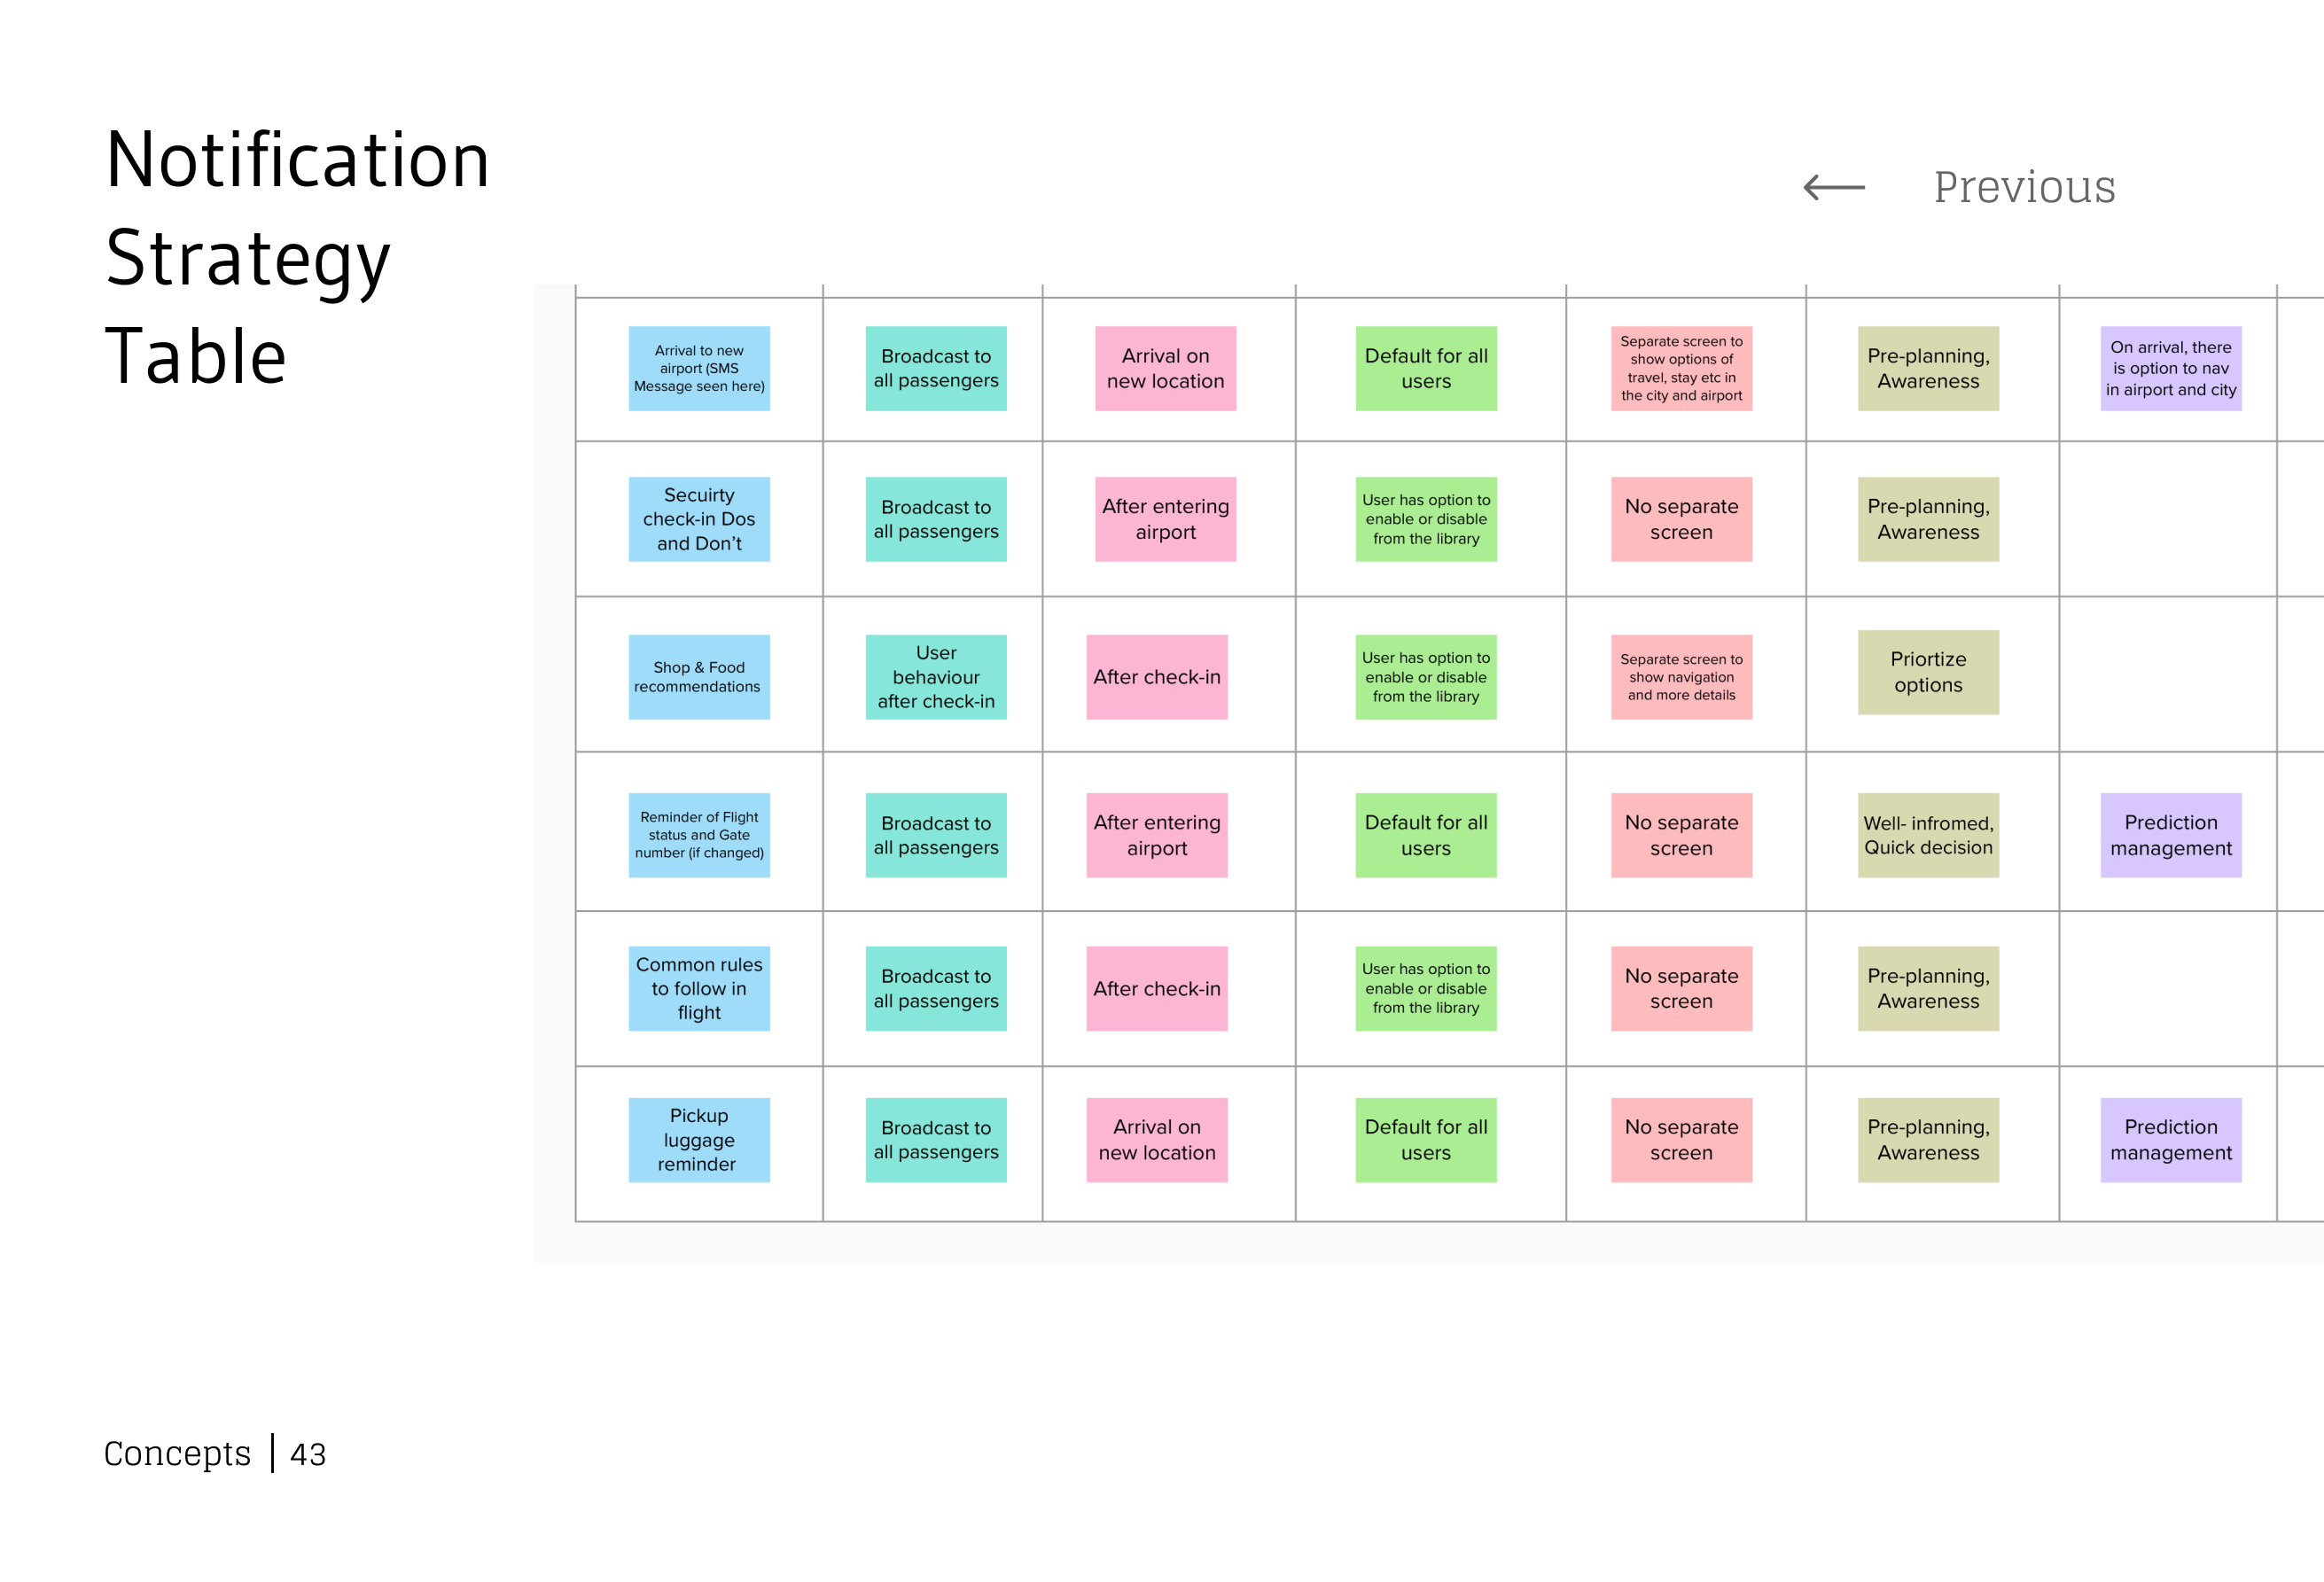 Notification
Strategy
Table
Previous
Arrival to new
airport (SMS
Message seen here)
Broadcast to
all passengers
Arrival on
new location
Default for all
users
Separate screen to
show options of
travel, stay etc in
the city and airport
Pre-planning,
Awareness
On arrival, there
is option to nav
in airport and city
Secuirty
check-in Dos
and Don’t
Broadcast to
all passengers
After entering
airport
User has option to
enable or disable
from the library
No separate
screen
Pre-planning,
Awareness
Shop & Food
recommendations
User
behaviour
after check-in
After check-in
User has option to
enable or disable
from the library
Separate screen to
show navigation
and more details
Priortize
options
Reminder of Flight
status and Gate
number (if changed)
Broadcast to
all passengers
After entering
airport
Default for all
users
No separate
screen
Well- infromed,
Quick decision
Prediction
management
Common rules
to follow in
flight
Broadcast to
all passengers
After check-in
User has option to
enable or disable
from the library
No separate
screen
Pre-planning,
Awareness
Pickup
luggage
reminder
Broadcast to
all passengers
Arrival on
new location
Default for all
users
No separate
screen
Pre-planning,
Awareness
Prediction
management
Concepts | 43